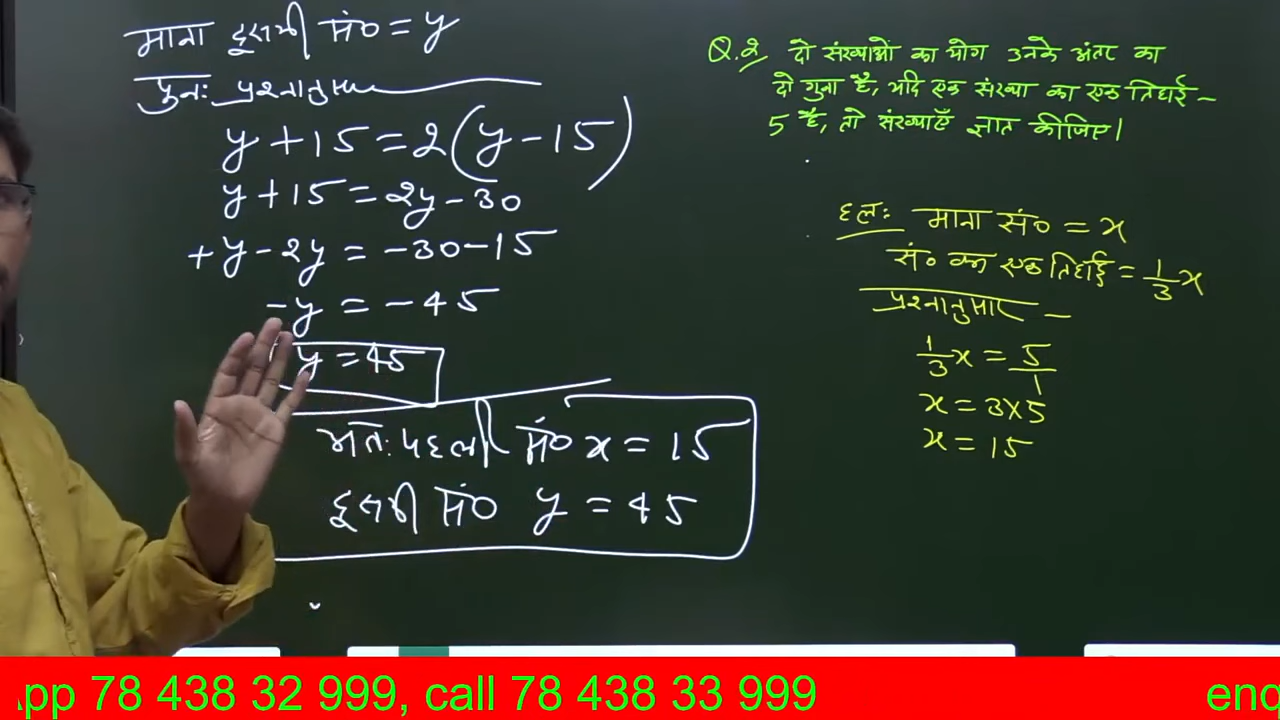 माना दूसरी सं० = y
पुनः प्रश्नानुसार
y + 15 = 2(y - 15)
y + 15 = 2y - 30
+y - 2y = -30 - 15
-y = -45
y = 45
अतः पहली सं० x = 15
दूसरी सं० y = 45
Q.2 दो संख्याओं का योग उनके अंतर का
दो गुना है, यदि एक संख्या का एक तिहाई -
5 है, तो संख्याएँ ज्ञात कीजिए।
हलः माना सं० = x
सं० का एक तिहाई = 1/3 x
प्रश्नानुसार -
1/3 x = 5/1
x = 3×5
x = 15
App 78 438 32 999, call 78 438 33 999
enq